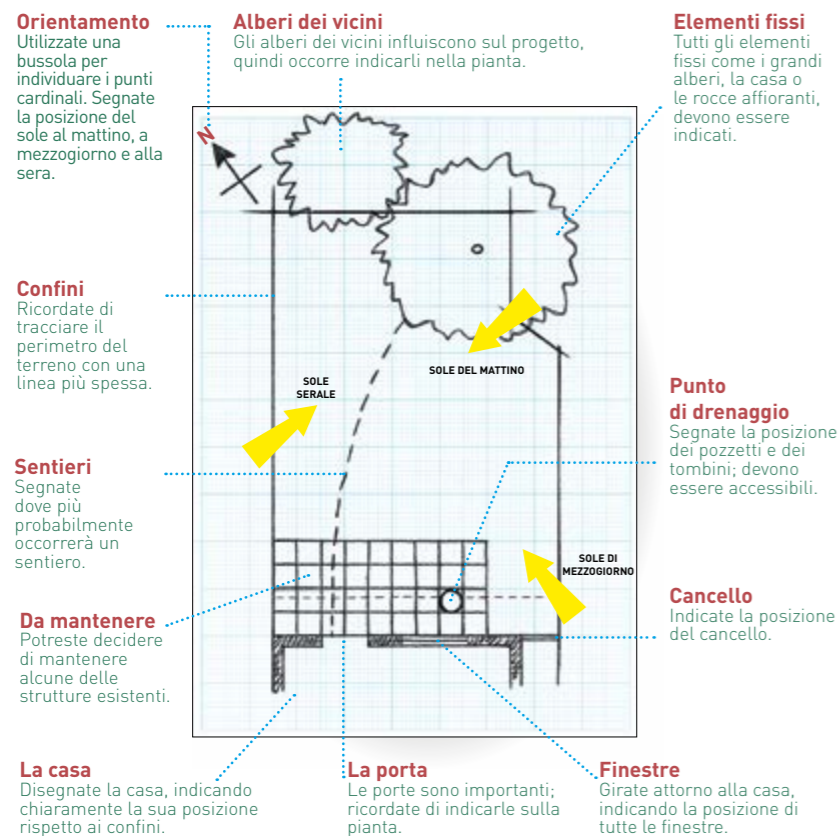 Orientamento
Utilizzate una
bussola per
individuare i punti
cardinali. Segnate
la posizione del
sole al mattino, a
mezzogiorno e alla
sera.
Alberi dei vicini
Gli alberi dei vicini influiscono sul progetto,
quindi occorre indicarli nella pianta.
Elementi fissi
Tutti gli elementi
fissi come i grandi
alberi, la casa o
le rocce affioranti,
devono essere
indicati.
N
Confini
Ricordate di
tracciare il
perimetro del
terreno con una
linea più spessa.
SOLE
SERALE
SOLE DEL MATTINO
Punto
di drenaggio
Segnate la posizione
dei pozzetti e dei
tombini; devono
essere accessibili.
Sentieri
Segnate
dove più
probabilmente
occorrerà un
sentiero.
SOLE DI
MEZZOGIORNO
Da mantenere
Potreste decidere
di mantenere
alcune delle
strutture esistenti.
Cancello
Indicate la posizione
del cancello.
La casa
Disegnate la casa, indicando
chiaramente la sua posizione
rispetto ai confini.
La porta
Le porte sono importanti;
ricordate di indicarle sulla
pianta.
Finestre
Girate attorno alla casa,
indicando la posizione di
tutte le finestre.